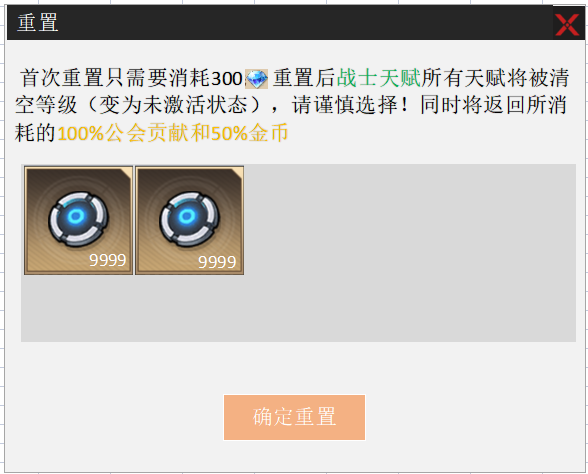 重置
首次重置只需要消耗300 重置后战士天赋所有天赋将被清
空等级（变为未激活状态），请谨慎选择！同时将返回所消
耗的100%公会贡献和50%金币
9999 9999
确定重置